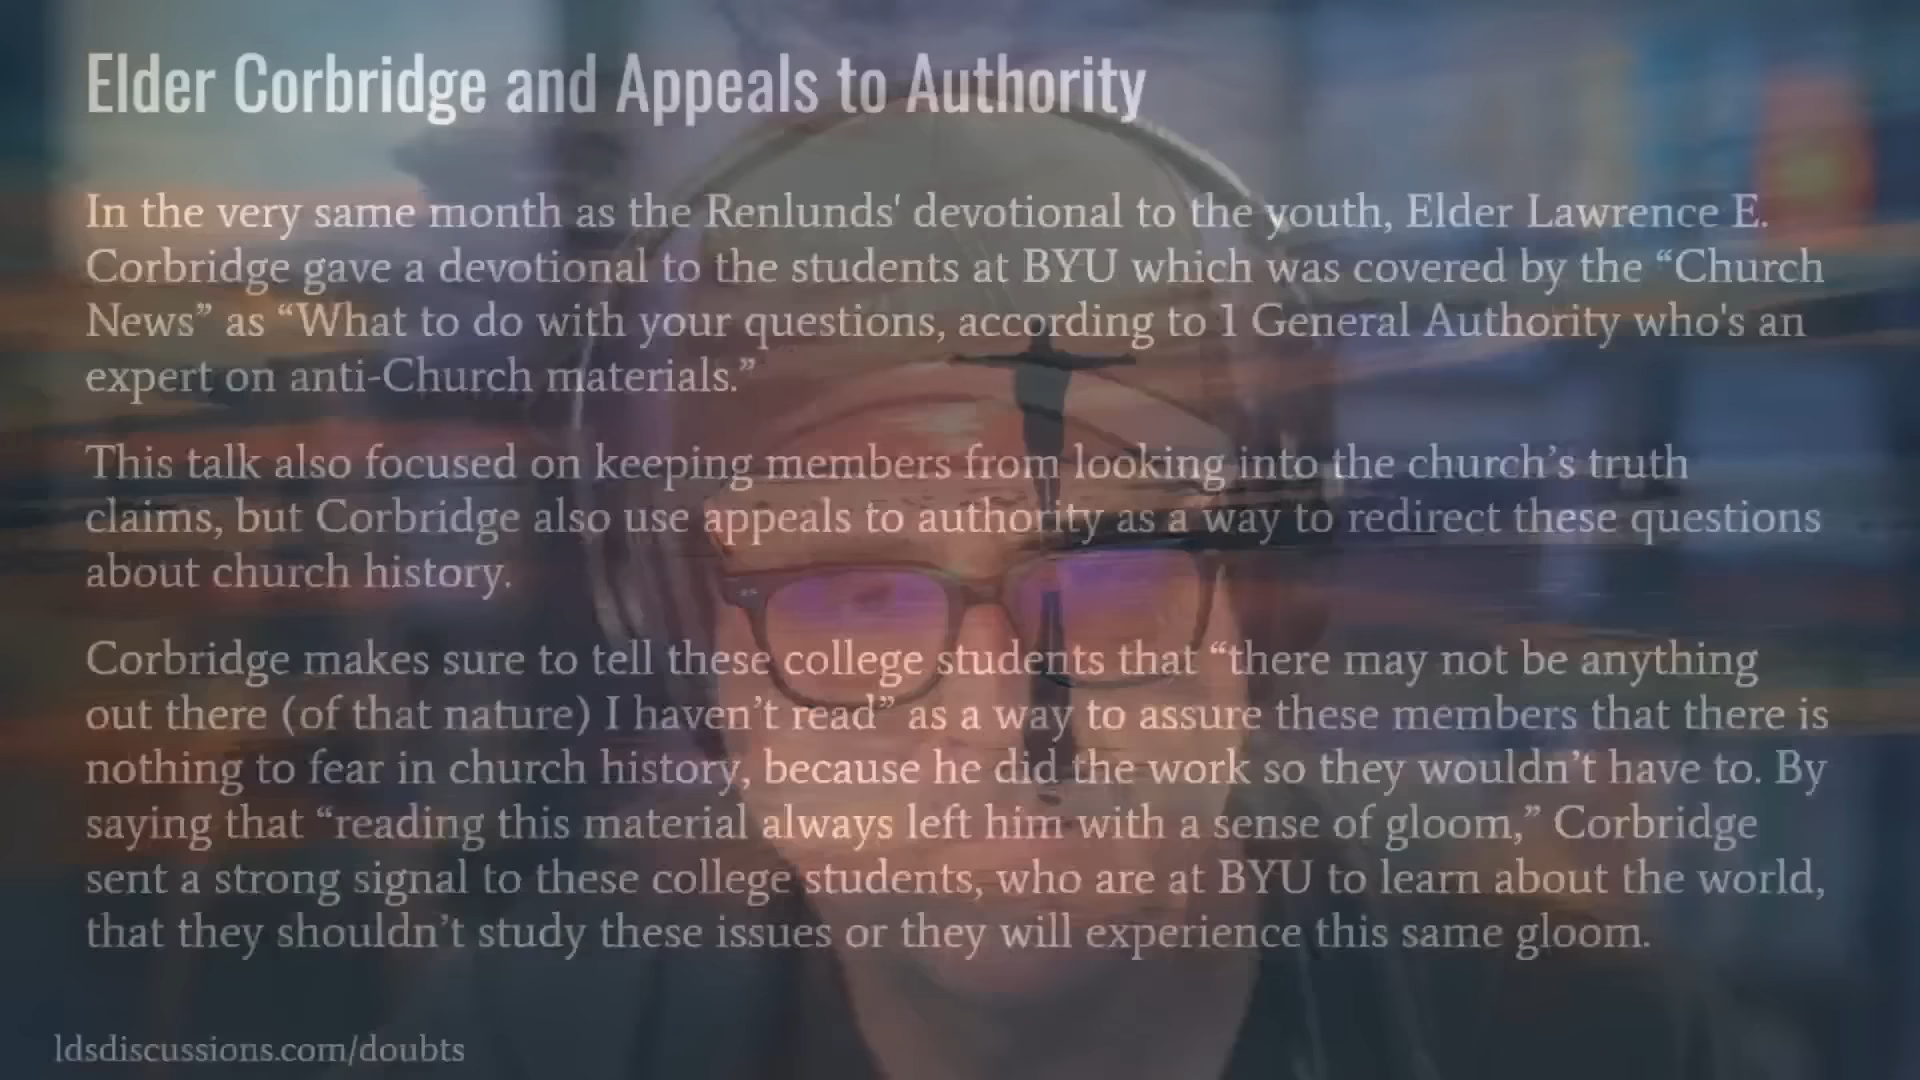 Elder Corbridge and Appeals to Authority
In the very same month as the Renlunds' devotional to the youth, Elder Lawrence E.
Corbridge gave a devotional to the students at BYU which was covered by the “Church
News” as “What to do with your questions, according to 1 General Authority who's an
expert on anti-Church materials.”
This talk also focused on keeping members from looking into the church’s truth
claims, but Corbridge also use appeals to authority as a way to redirect these questions
about church history.
Corbridge makes sure to tell these college students that “there may not be anything
out there (of that nature) I haven’t read” as a way to assure these members that there is
nothing to fear in church history, because he did the work so they wouldn’t have to. By
saying that “reading this material always left him with a sense of gloom,” Corbridge
sent a strong signal to these college students, who are at BYU to learn about the world,
that they shouldn’t study these issues or they will experience this same gloom.
ldsdiscussions.com/doubts